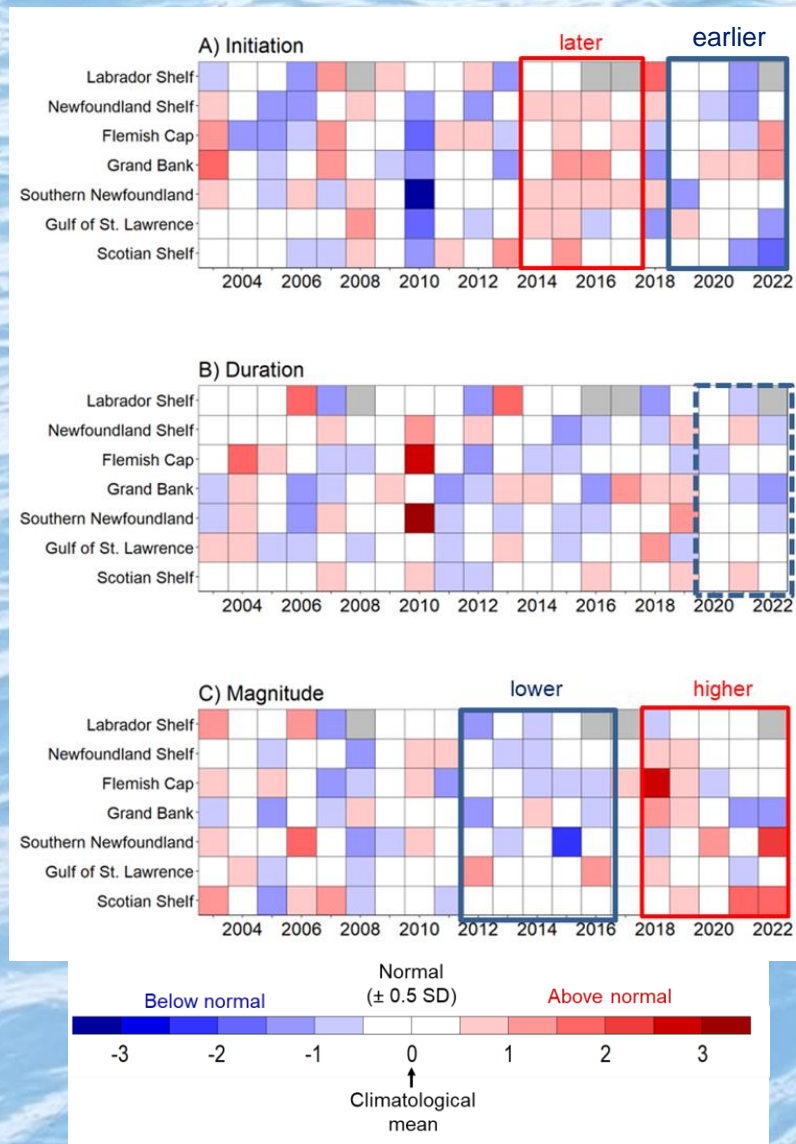 A) Initiation
later
earlier
Labrador Shelf
Newfoundland Shelf
Flemish Cap
Grand Bank
Southern Newfoundland
Gulf of St. Lawrence
Scotian Shelf
2004 2006 2008 2010 2012 2014 2016 2018 2020 2022
B) Duration
Labrador Shelf
Newfoundland Shelf
Flemish Cap
Grand Bank
Southern Newfoundland
Gulf of St. Lawrence
Scotian Shelf
2004 2006 2008 2010 2012 2014 2016 2018 2020 2022
C) Magnitude
lower
higher
Labrador Shelf
Newfoundland Shelf
Flemish Cap
Grand Bank
Southern Newfoundland
Gulf of St. Lawrence
Scotian Shelf
2004 2006 2008 2010 2012 2014 2016 2018 2020 2022
Below normal
Normal
(± 0.5 SD)
Above normal
-3 -2 -1 0 1 2 3
Climatological
mean